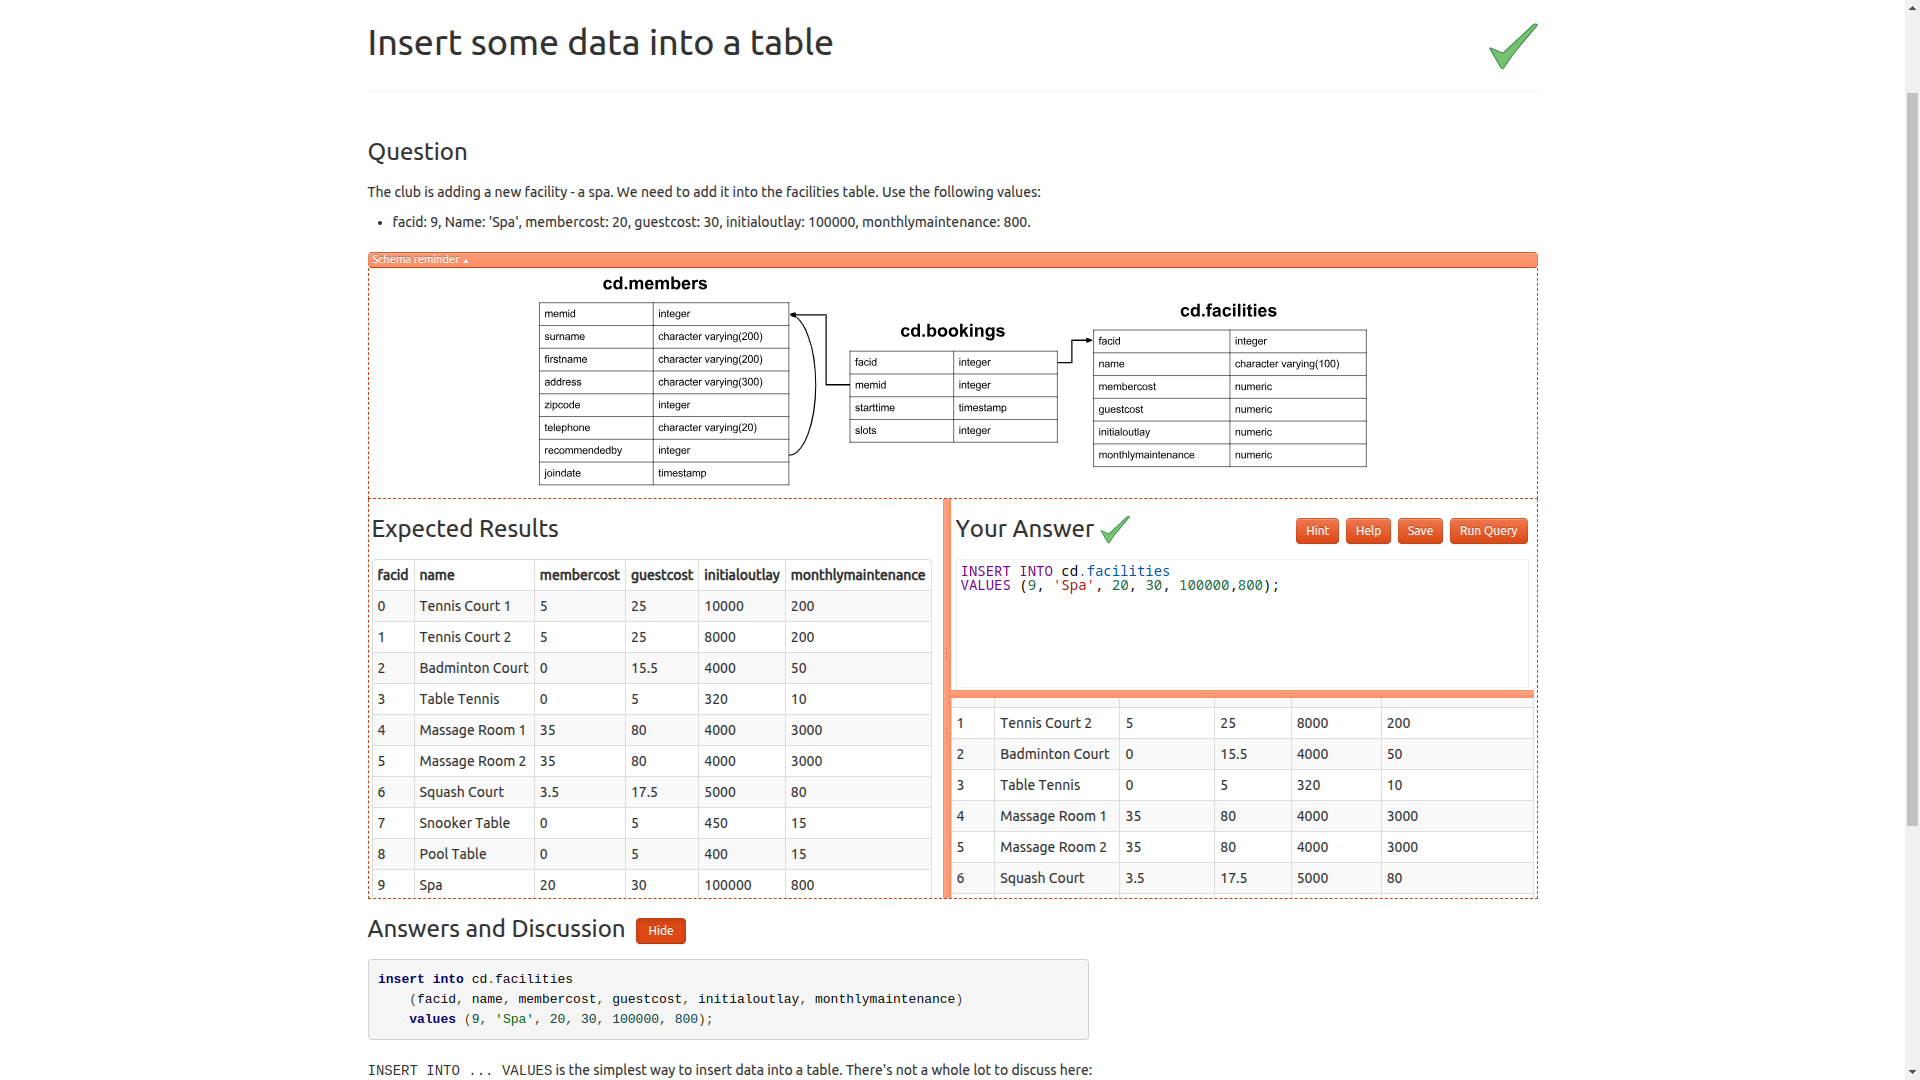 Insert some data into a table
Question
The club is adding a new facility - a spa. We need to add it into the facilities table. Use the following values:
• facid: 9, Name: 'Spa', membercost: 20, guestcost: 30, initialoutlay: 100000, monthlymaintenance: 800.
Schema reminder ▴
cd.members
memid integer
surname character varying(200)
firstname character varying(200)
address character varying(300)
zipcode integer
telephone character varying(20)
recommendedby integer
joindate timestamp
cd.bookings
facid integer
memid integer
starttime timestamp
slots integer
cd.facilities
facid integer
name character varying(100)
membercost numeric
guestcost numeric
initialoutlay numeric
monthlymaintenance numeric
Expected Results
facid name membercost guestcost initialoutlay monthlymaintenance
0 Tennis Court 1 5 25 10000 200
1 Tennis Court 2 5 25 8000 200
2 Badminton Court 0 15.5 4000 50
3 Table Tennis 0 5 320 10
4 Massage Room 1 35 80 4000 3000
5 Massage Room 2 35 80 4000 3000
6 Squash Court 3.5 17.5 5000 80
7 Snooker Table 0 5 450 15
8 Pool Table 0 5 400 15
9 Spa 20 30 100000 800
Your Answer
Hint Help Save Run Query
INSERT INTO cd.facilities
VALUES (9, 'Spa', 20, 30, 100000,800);
1 Tennis Court 2 5 25 8000 200
2 Badminton Court 0 15.5 4000 50
3 Table Tennis 0 5 320 10
4 Massage Room 1 35 80 4000 3000
5 Massage Room 2 35 80 4000 3000
6 Squash Court 3.5 17.5 5000 80
Answers and Discussion Hide
insert into cd.facilities
(facid, name, membercost, guestcost, initialoutlay, monthlymaintenance)
values (9, 'Spa', 20, 30, 100000, 800);
INSERT INTO ... VALUES is the simplest way to insert data into a table. There's not a whole lot to discuss here: